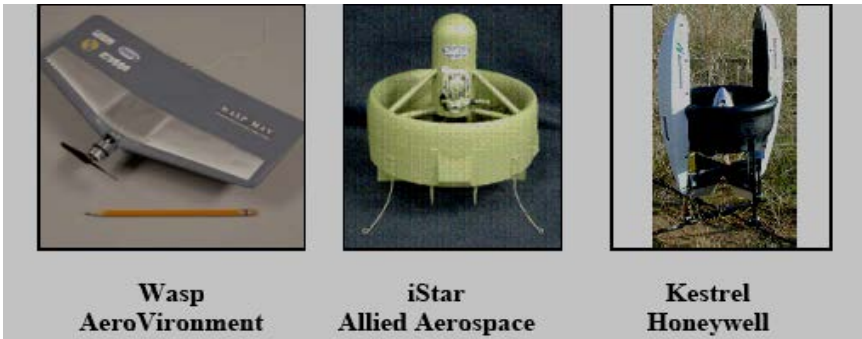 WASP MAV
Wasp
AeroVironment
iStar
Allied Aerospace
Kestrel
Honeywell